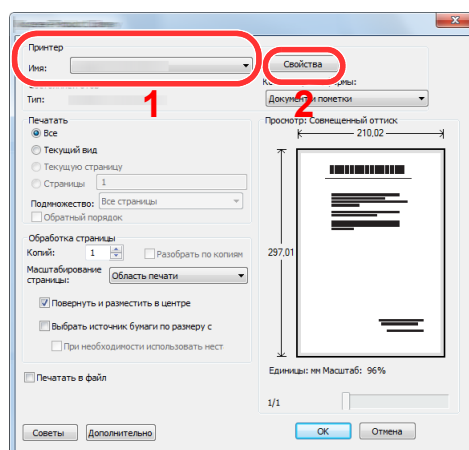 Принтер
Имя:
Свойства
1
2
Тип:
Документ и пометки
Печатать
Все
Текущий вид
Текущую страницу
Страницы 1
Подмножество: Все страницы
Обратный порядок
Просмотр: Совмещенный оттиск
210,02
297,01
Обработка страницы
Копий: 1
Разобрать по копиям
Масштабирование страницы: Область печати
Повернуть и разместить в центре
Выбрать источник бумаги по размеру с
При необходимости использовать нест
Единицы: мм Масштаб: 96%
Печатать в файл
1/1
Советы
Дополнительно
OK
Отмена